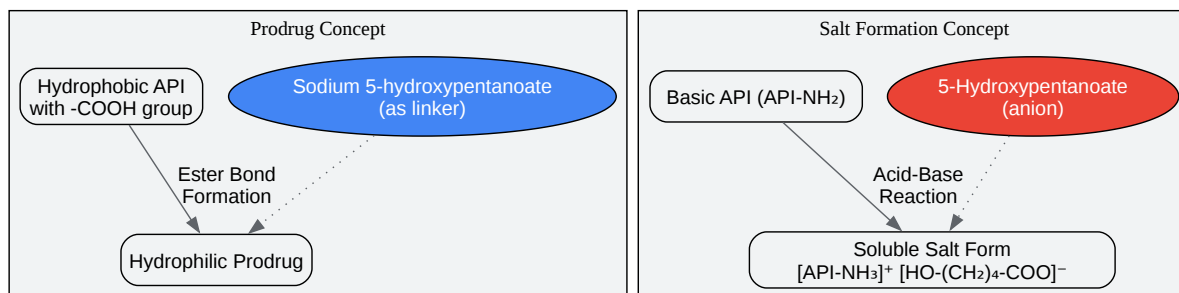 Prodrug Concept
Hydrophobic API
with -COOH group
Sodium 5-hydroxypentanoate
(as linker)
Ester Bond
Formation
Hydrophilic Prodrug
Salt Formation Concept
Basic API (API-NH₂)
5-Hydroxypentanoate
(anion)
Acid-Base
Reaction
Soluble Salt Form
[API-NH₃]⁺ [HO-(CH₂)₄-COO]⁻